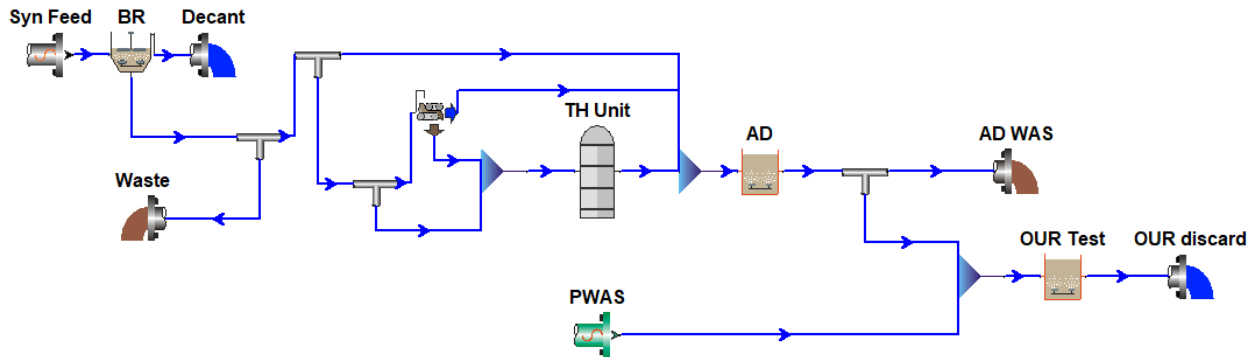 Syn Feed
BR
Decant
TH Unit
AD
AD WAS
Waste
OUR Test
OUR discard
PWAS